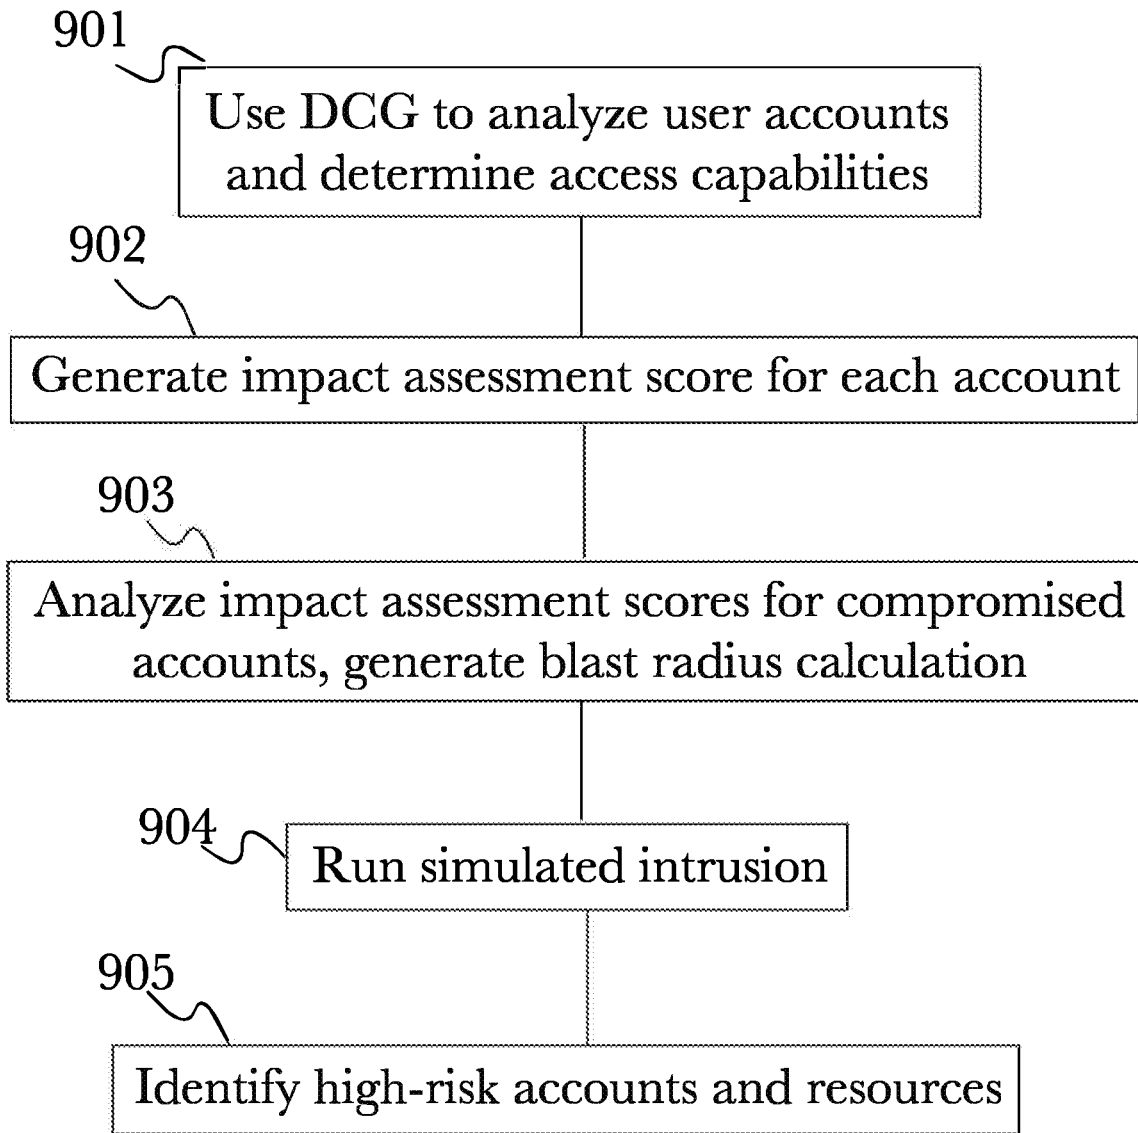 901
Use DCG to analyze user accounts
and determine access capabilities
902
Generate impact assessment score for each account
903
Analyze impact assessment scores for compromised
accounts, generate blast radius calculation
904
Run simulated intrusion
905
Identify high-risk accounts and resources